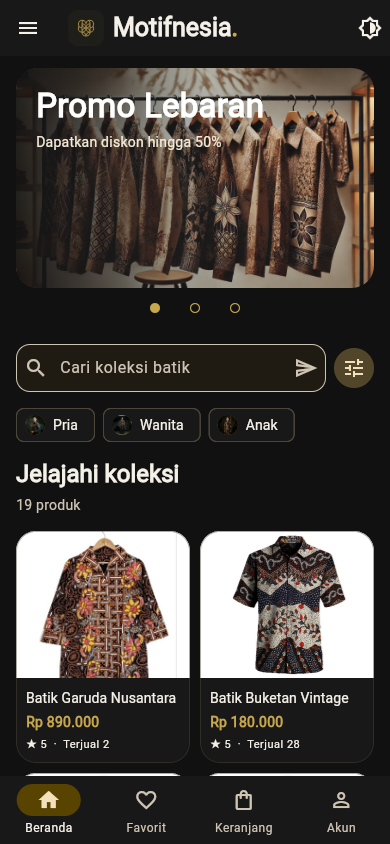 Motifnesia.
Promo Lebaran
Dapatkan diskon hingga 50%
Cari koleksi batik
Pria
Wanita
Anak
Jelajahi koleksi
19 produk
Batik Garuda Nusantara
Rp 890.000
★ 5 · Terjual 2
Batik Buketan Vintage
Rp 180.000
★ 5 · Terjual 28
Beranda
Favorit
Keranjang
Akun